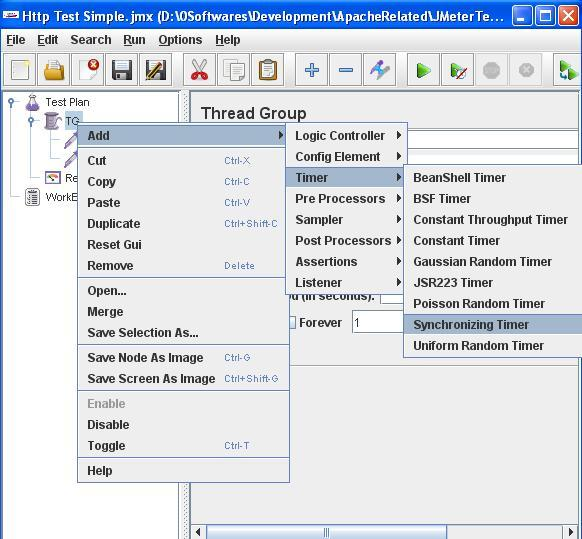 Http Test Simple.jmx (D:\0Softwares\Development\ApacheRelated\JMeterTe...
File Edit Search Run Options Help
Test Plan
Thread Group
TG
Add
Cut Ctrl-X
Copy Ctrl-C
Paste Ctrl-V
Duplicate Ctrl+Shift-C
Reset Gui
Remove Delete
Open...
Merge
Save Selection As...
Save Node As Image Ctrl-G
Save Screen As Image Ctrl+Shift-G
Enable
Disable
Toggle Ctrl-T
Help
Logic Controller
Config Element
Timer
Pre Processors
Sampler
Post Processors
Assertions
Listener
BeanShell Timer
BSF Timer
Constant Throughput Timer
Constant Timer
Gaussian Random Timer
JSR223 Timer
Poisson Random Timer
Synchronizing Timer
Uniform Random Timer
Re
WorkB
(in seconds):
Forever 1